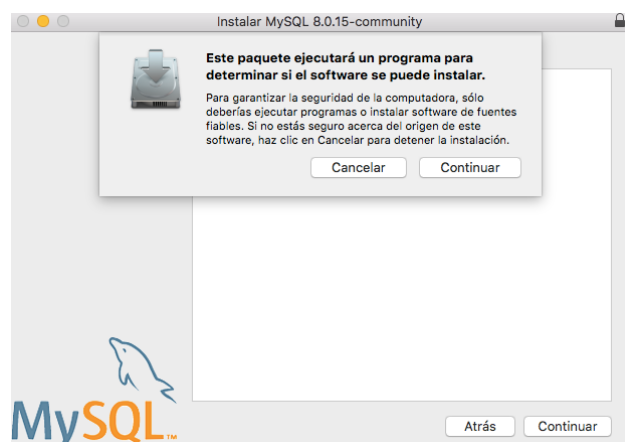 Instalar MySQL 8.0.15-community
Este paquete ejecutará un programa para
determinar si el software se puede instalar.
Para garantizar la seguridad de la computadora, sólo
deberías ejecutar programas o instalar software de fuentes
fiables. Si no estás seguro acerca del origen de este
software, haz clic en Cancelar para detener la instalación.
Cancelar Continuar
MySQL™
Atrás Continuar